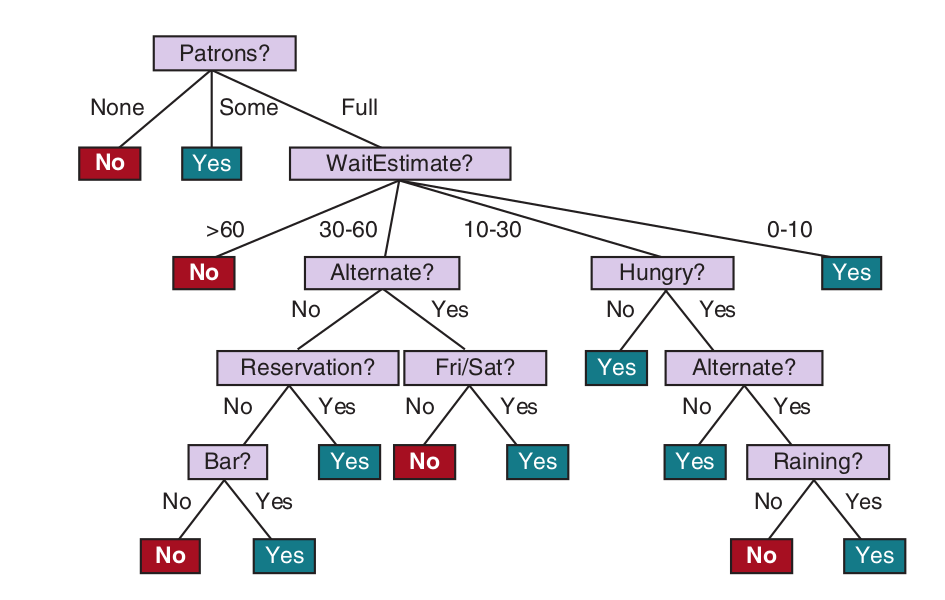 Patrons?
None Some Full
No Yes WaitEstimate?
>60 30-60 10-30 0-10
No Alternate? Hungry? Yes
No Yes No Yes
Reservation? Fri/Sat? Yes Alternate?
No Yes No Yes No Yes
Bar? Yes No Yes Yes Raining?
No Yes No Yes
No Yes No Yes